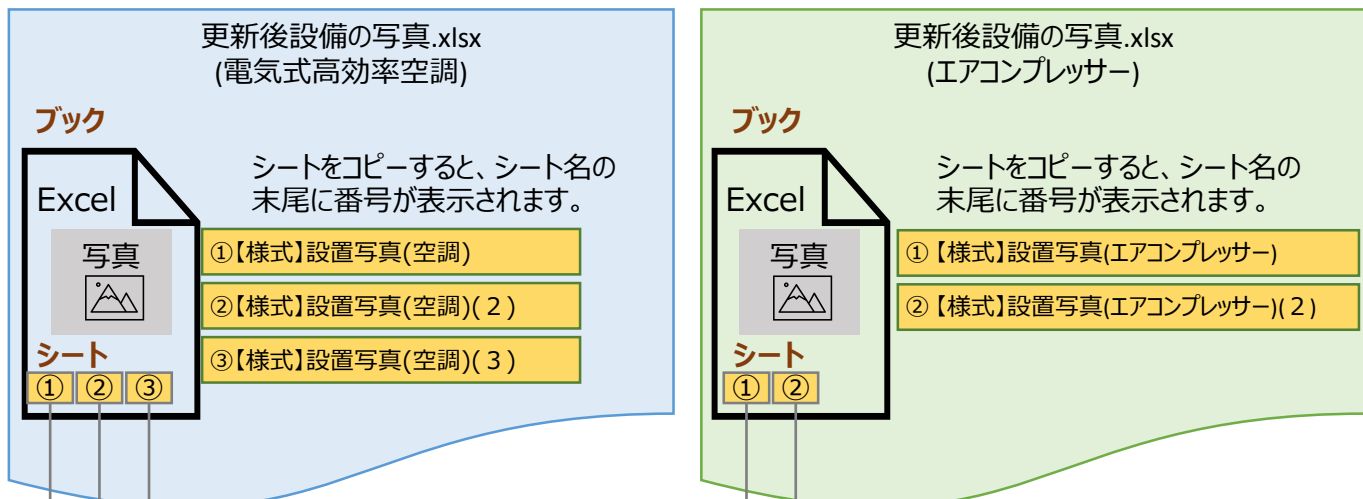 更新後設備の写真.xlsx
(電気式高効率空調)
ブック
シートをコピーすると、シート名の
末尾に番号が表示されます。
Excel
写真
①【様式】設置写真(空調)
②【様式】設置写真(空調)(２)
③【様式】設置写真(空調)(３)
シート
① ② ③
更新後設備の写真.xlsx
(エアコンプレッサー)
ブック
シートをコピーすると、シート名の
末尾に番号が表示されます。
Excel
写真
①【様式】設置写真(エアコンプレッサー)
②【様式】設置写真(エアコンプレッサー)(２)
シート
① ②